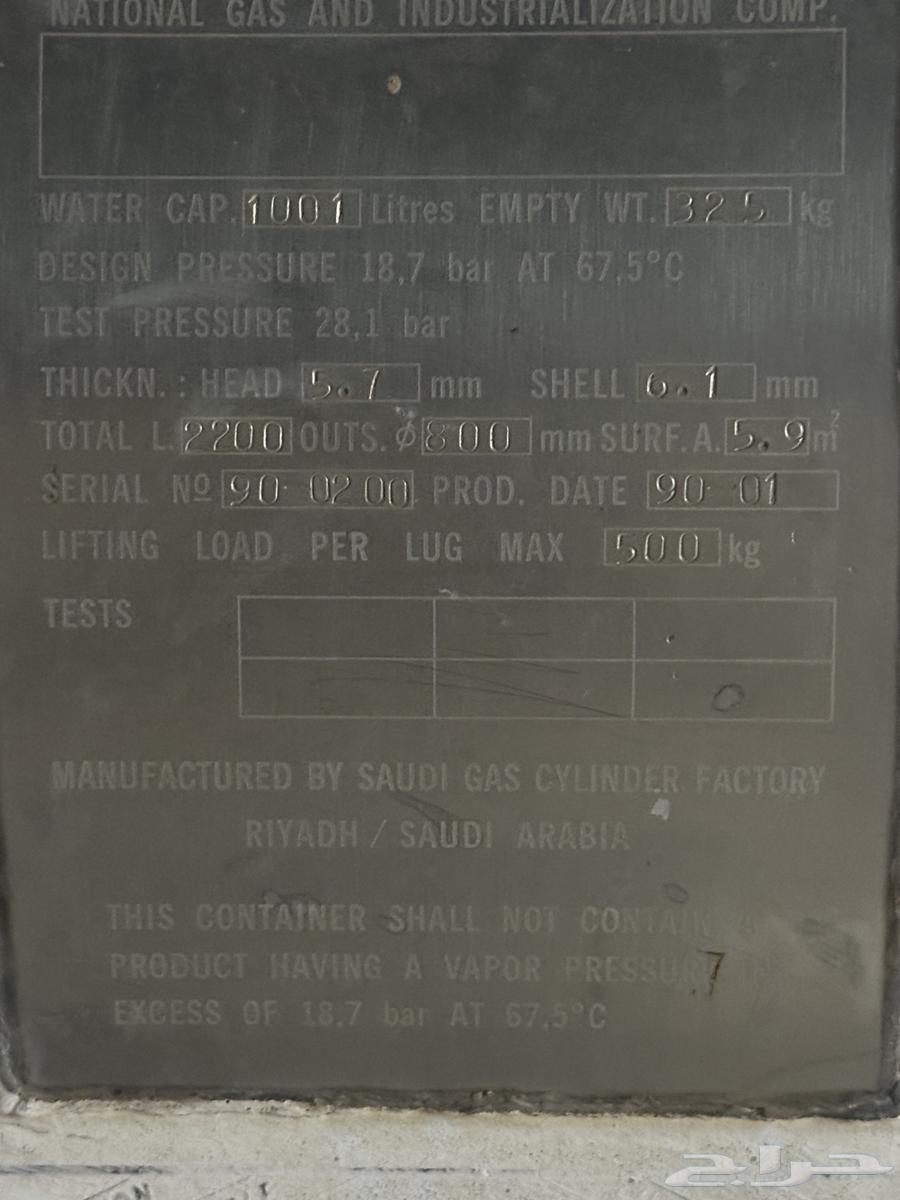 NATIONAL GAS AND INDUSTRIALIZATION COMP.
WATER CAP. 1001 Litres EMPTY WT. 325 kg
DESIGN PRESSURE 18,7 bar AT 67,5°C
TEST PRESSURE 28,1 bar
THICKN. : HEAD 5.7 mm SHELL 6.1 mm
TOTAL L. 2200 OUTS. ϕ 800 mm SURF. A. 5.9 m²
SERIAL Nº 90-0200 PROD. DATE 90-01
LIFTING LOAD PER LUG MAX 500 kg
TESTS
MANUFACTURED BY SAUDI GAS CYLINDER FACTORY
RIYADH / SAUDI ARABIA
THIS CONTAINER SHALL NOT CONTAIN A
PRODUCT HAVING A VAPOR PRESSURE IN
EXCESS OF 18,7 bar AT 67,5°C
حراج